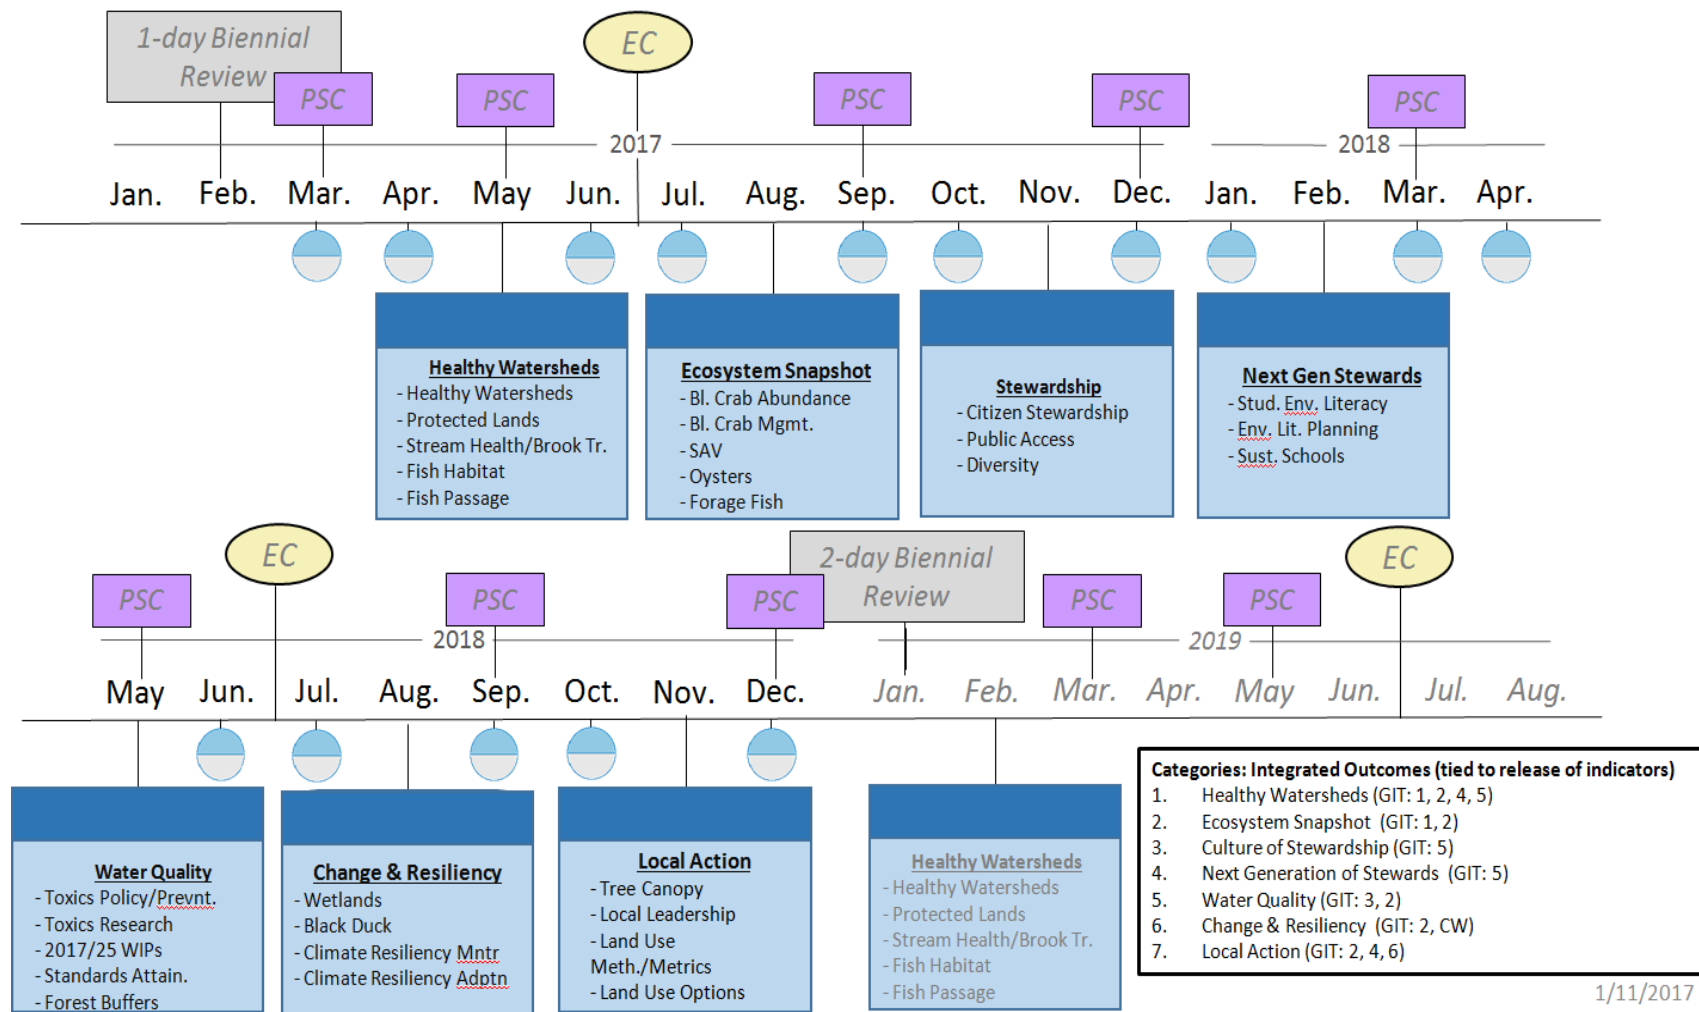 1-day Biennial
Review
EC
PSC
PSC
PSC
PSC
PSC
2017
2018
Jan.
Feb.
Mar.
Apr.
May
Jun.
Jul.
Aug.
Sep.
Oct.
Nov.
Dec.
Jan.
Feb.
Mar.
Apr.
Healthy Watersheds
- Healthy Watersheds
- Protected Lands
- Stream Health/Brook Tr.
- Fish Habitat
- Fish Passage
Ecosystem Snapshot
- Bl. Crab Abundance
- Bl. Crab Mgmt.
- SAV
- Oysters
- Forage Fish
Stewardship
- Citizen Stewardship
- Public Access
- Diversity
Next Gen Stewards
- Stud. Env. Literacy
- Env. Lit. Planning
- Sust. Schools
EC
2-day Biennial
Review
EC
PSC
PSC
PSC
PSC
PSC
2018
2019
May
Jun.
Jul.
Aug.
Sep.
Oct.
Nov.
Dec.
Jan.
Feb.
Mar.
Apr.
May
Jun.
Jul.
Aug.
Water Quality
- Toxics Policy/Prevnt.
- Toxics Research
- 2017/25 WIPs
- Standards Attain.
- Forest Buffers
Change & Resiliency
- Wetlands
- Black Duck
- Climate Resiliency Mntr
- Climate Resiliency Adptn
Local Action
- Tree Canopy
- Local Leadership
- Land Use
Meth./Metrics
- Land Use Options
Healthy Watersheds
- Healthy Watersheds
- Protected Lands
- Stream Health/Brook Tr.
- Fish Habitat
- Fish Passage
Categories: Integrated Outcomes (tied to release of indicators)
1. Healthy Watersheds (GIT: 1, 2, 4, 5)
2. Ecosystem Snapshot (GIT: 1, 2)
3. Culture of Stewardship (GIT: 5)
4. Next Generation of Stewards (GIT: 5)
5. Water Quality (GIT: 3, 2)
6. Change & Resiliency (GIT: 2, CW)
7. Local Action (GIT: 2, 4, 6)
1/11/2017